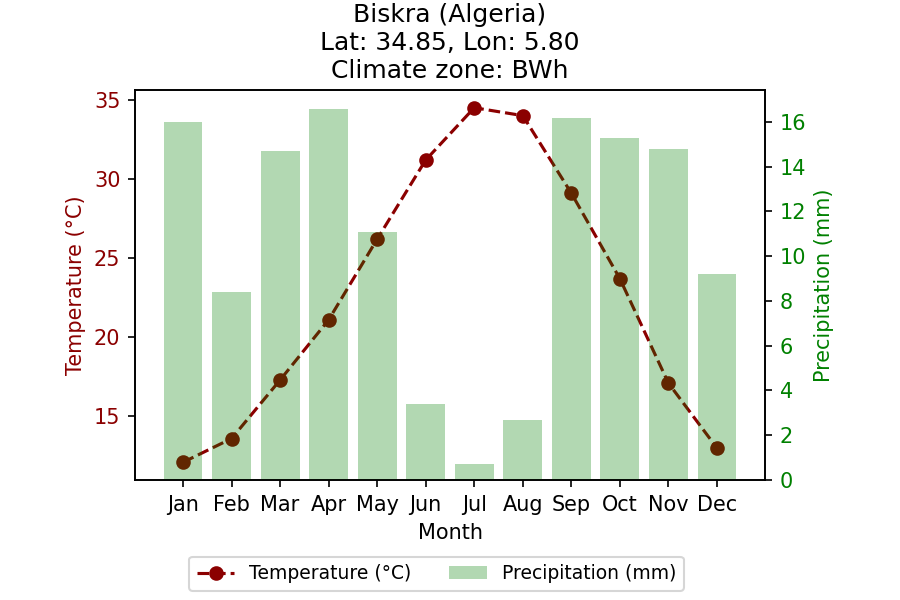 Biskra (Algeria)
Lat: 34.85, Lon: 5.80
Climate zone: BWh
Temperature (°C)
35
30
25
20
15
Precipitation (mm)
16
14
12
10
8
6
4
2
0
Jan Feb Mar Apr May Jun Jul Aug Sep Oct Nov Dec
Month
Temperature (°C) Precipitation (mm)